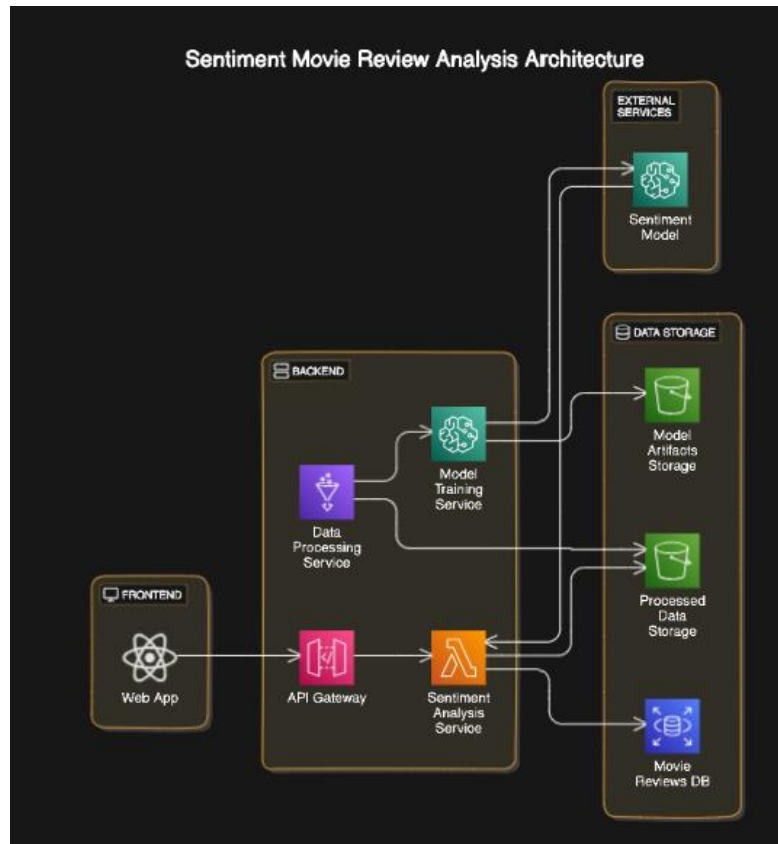 Sentiment Movie Review Analysis Architecture
EXTERNAL
SERVICES
Sentiment
Model
DATA STORAGE
BACKEND
Model
Artifacts
Storage
Model
Training
Service
Data
Processing
Service
FRONTEND
Processed
Data
Storage
Web App
API Gateway
Sentiment
Analysis
Service
Movie
Reviews DB